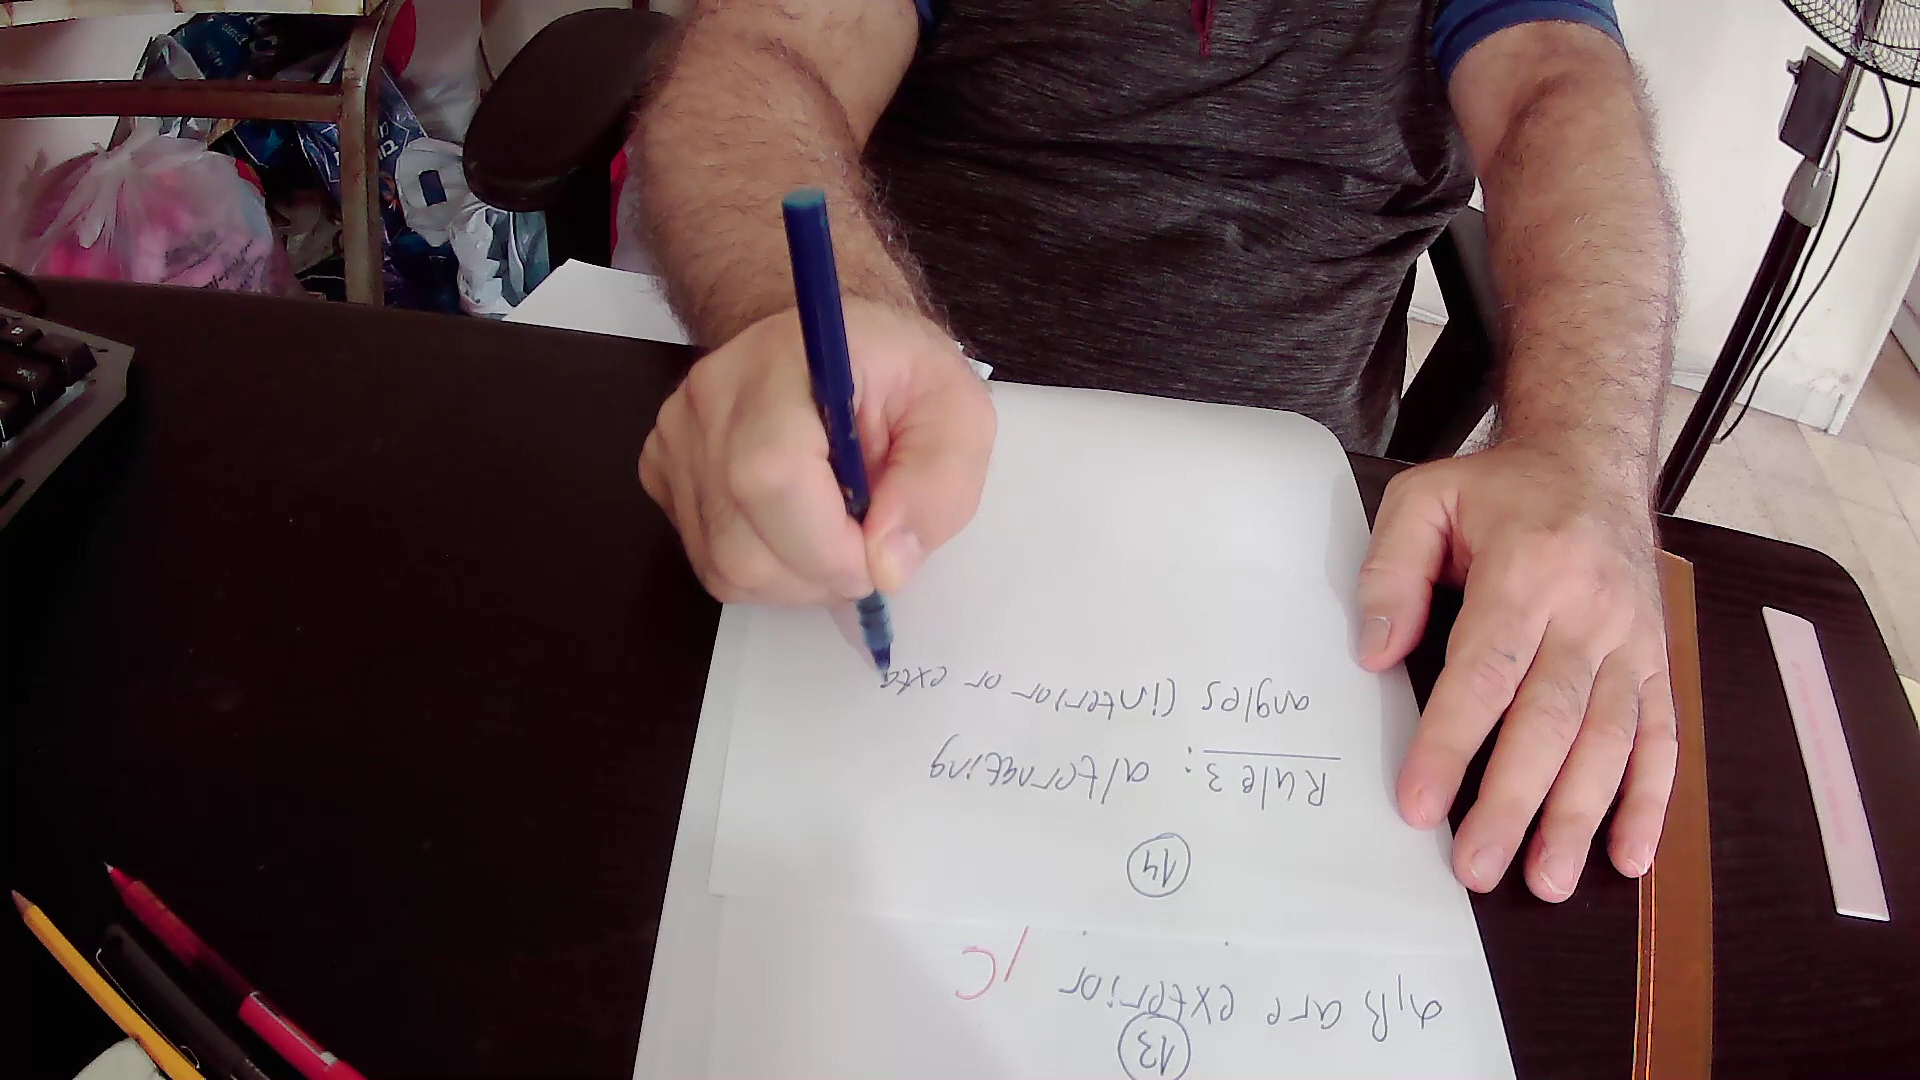 13
α,β are exterior /C
14
Rule 3: alternating
angles (interior or exte